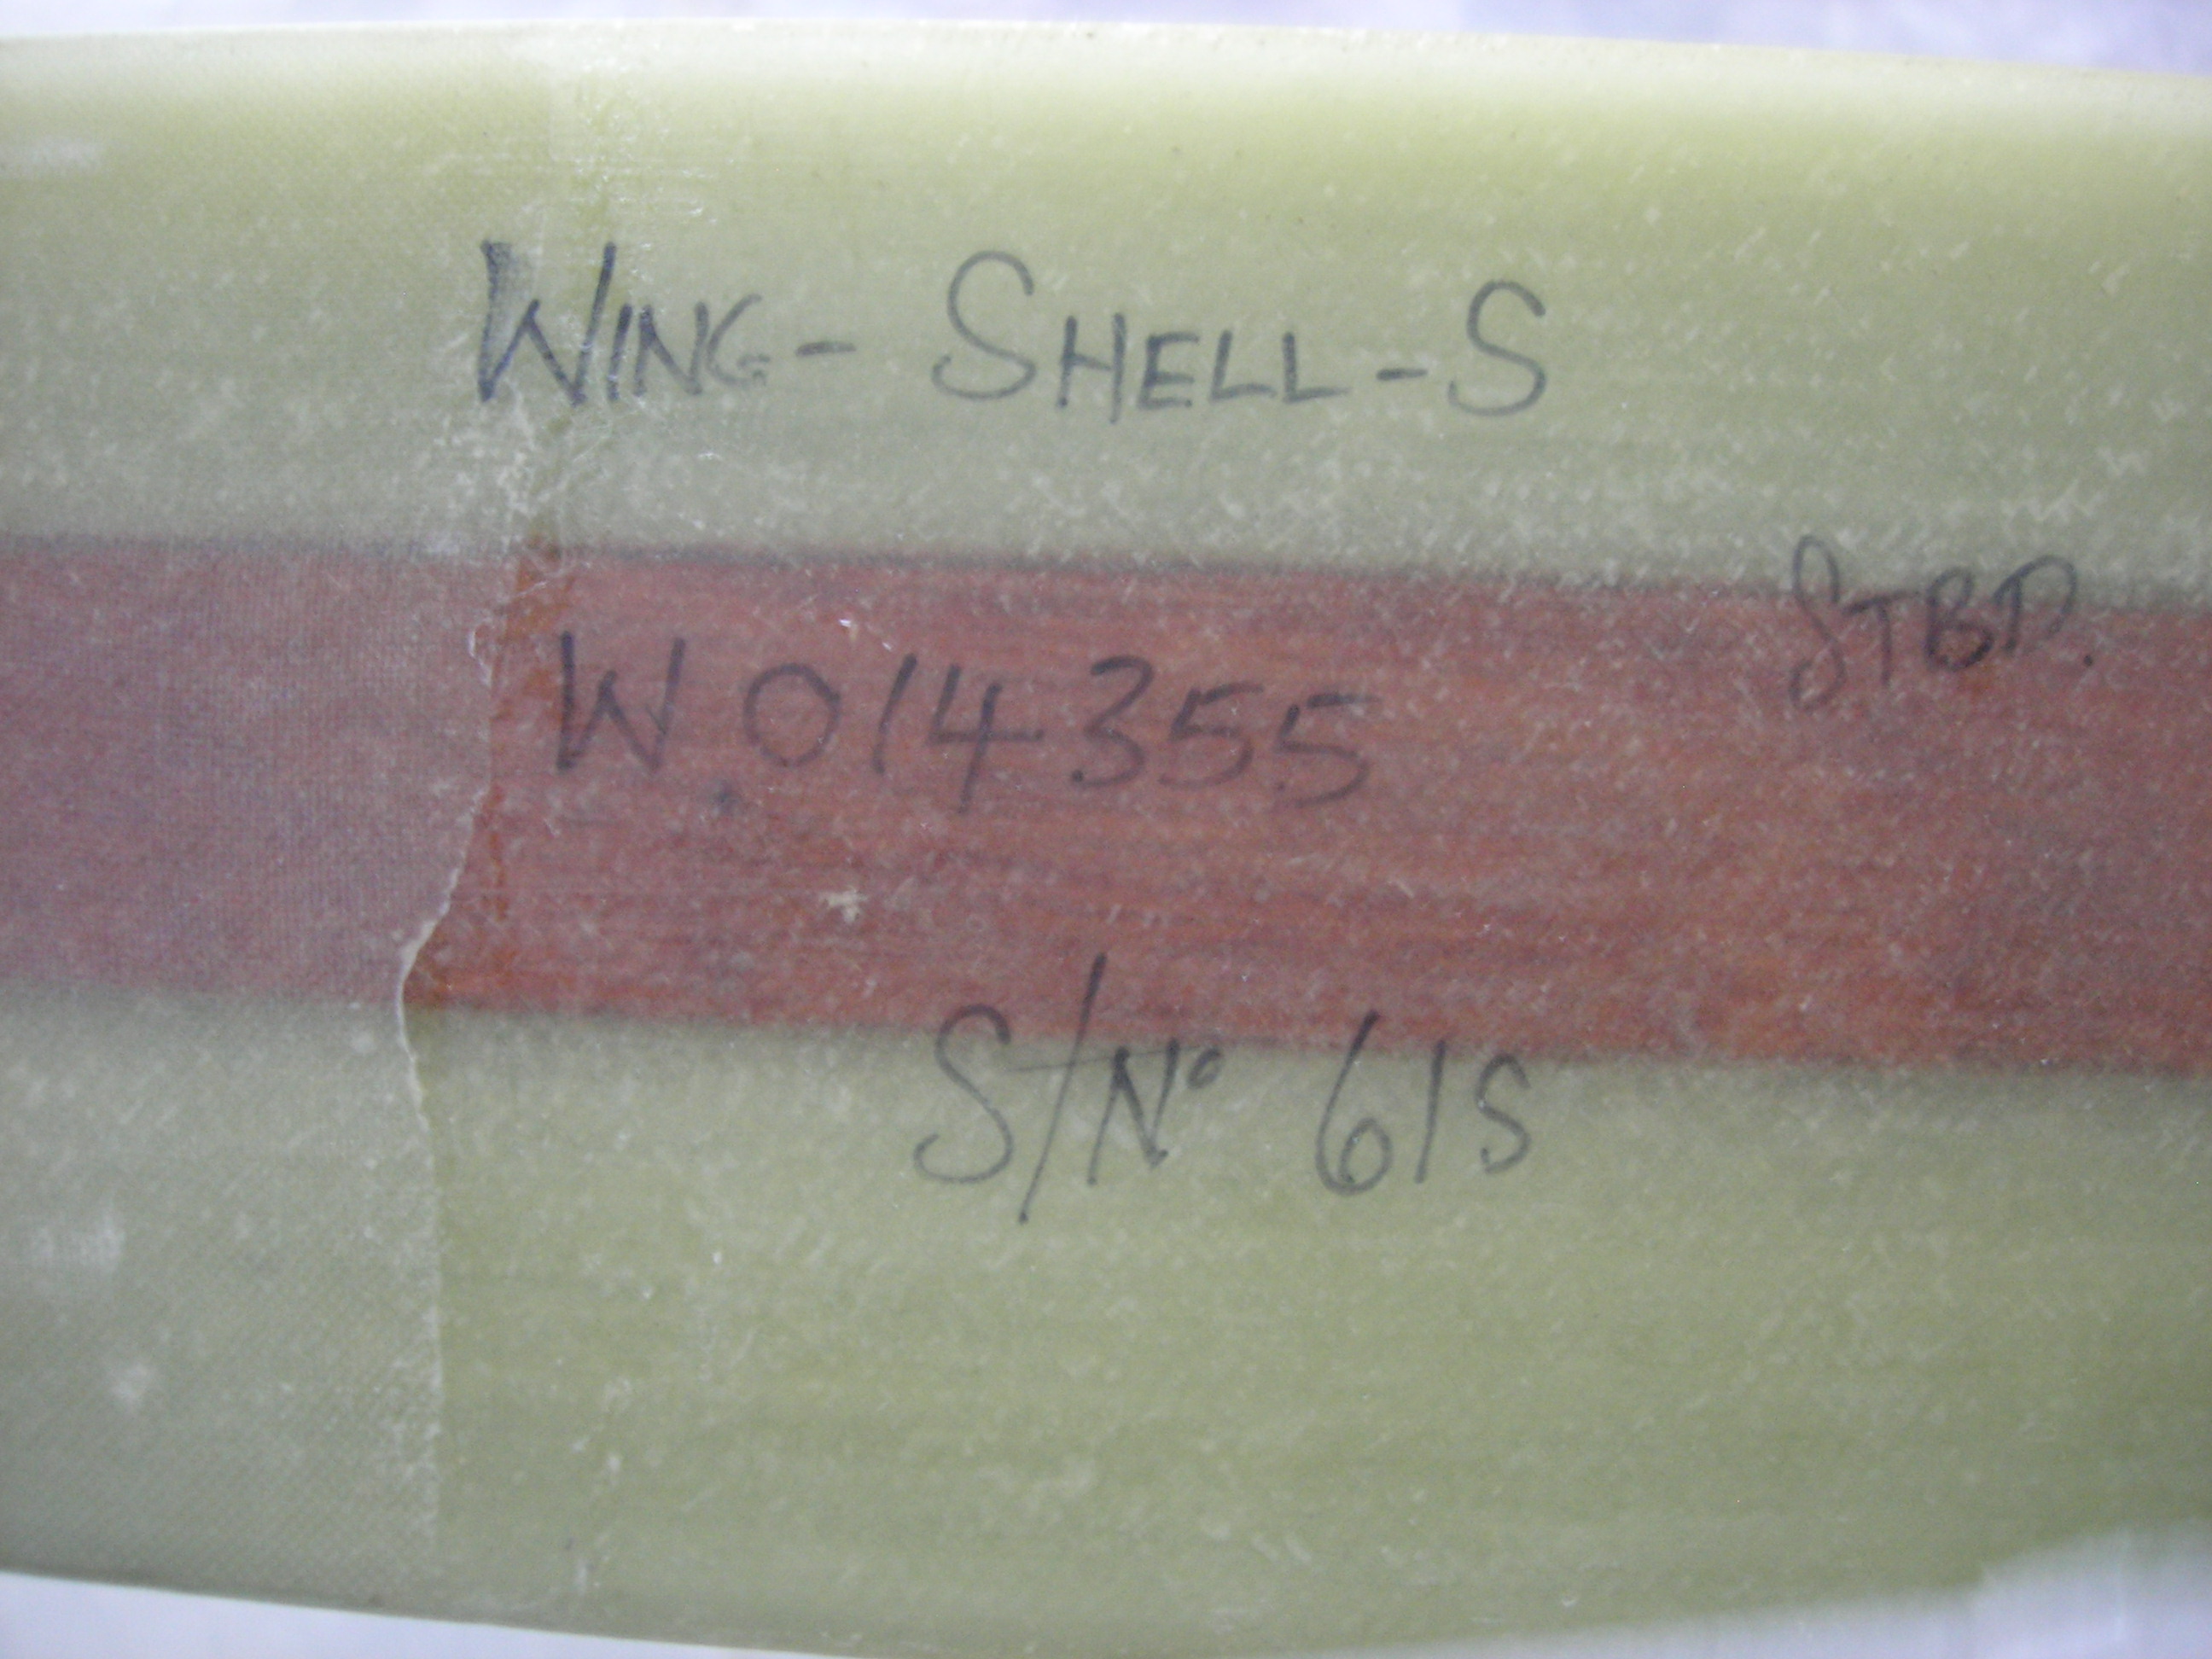 WING - SHELL - S
STBD.
W.014355
S/No 61S